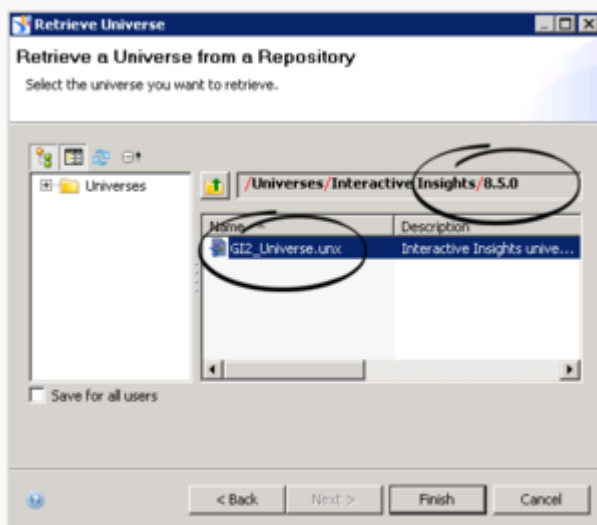 Retrieve Universe
Retrieve a Universe from a Repository
Select the universe you want to retrieve.
/Universes/Interactive Insights/8.5.0
Universes
Name Description
GI2_Universe.unx Interactive Insights unive...
Save for all users
< Back Next > Finish Cancel